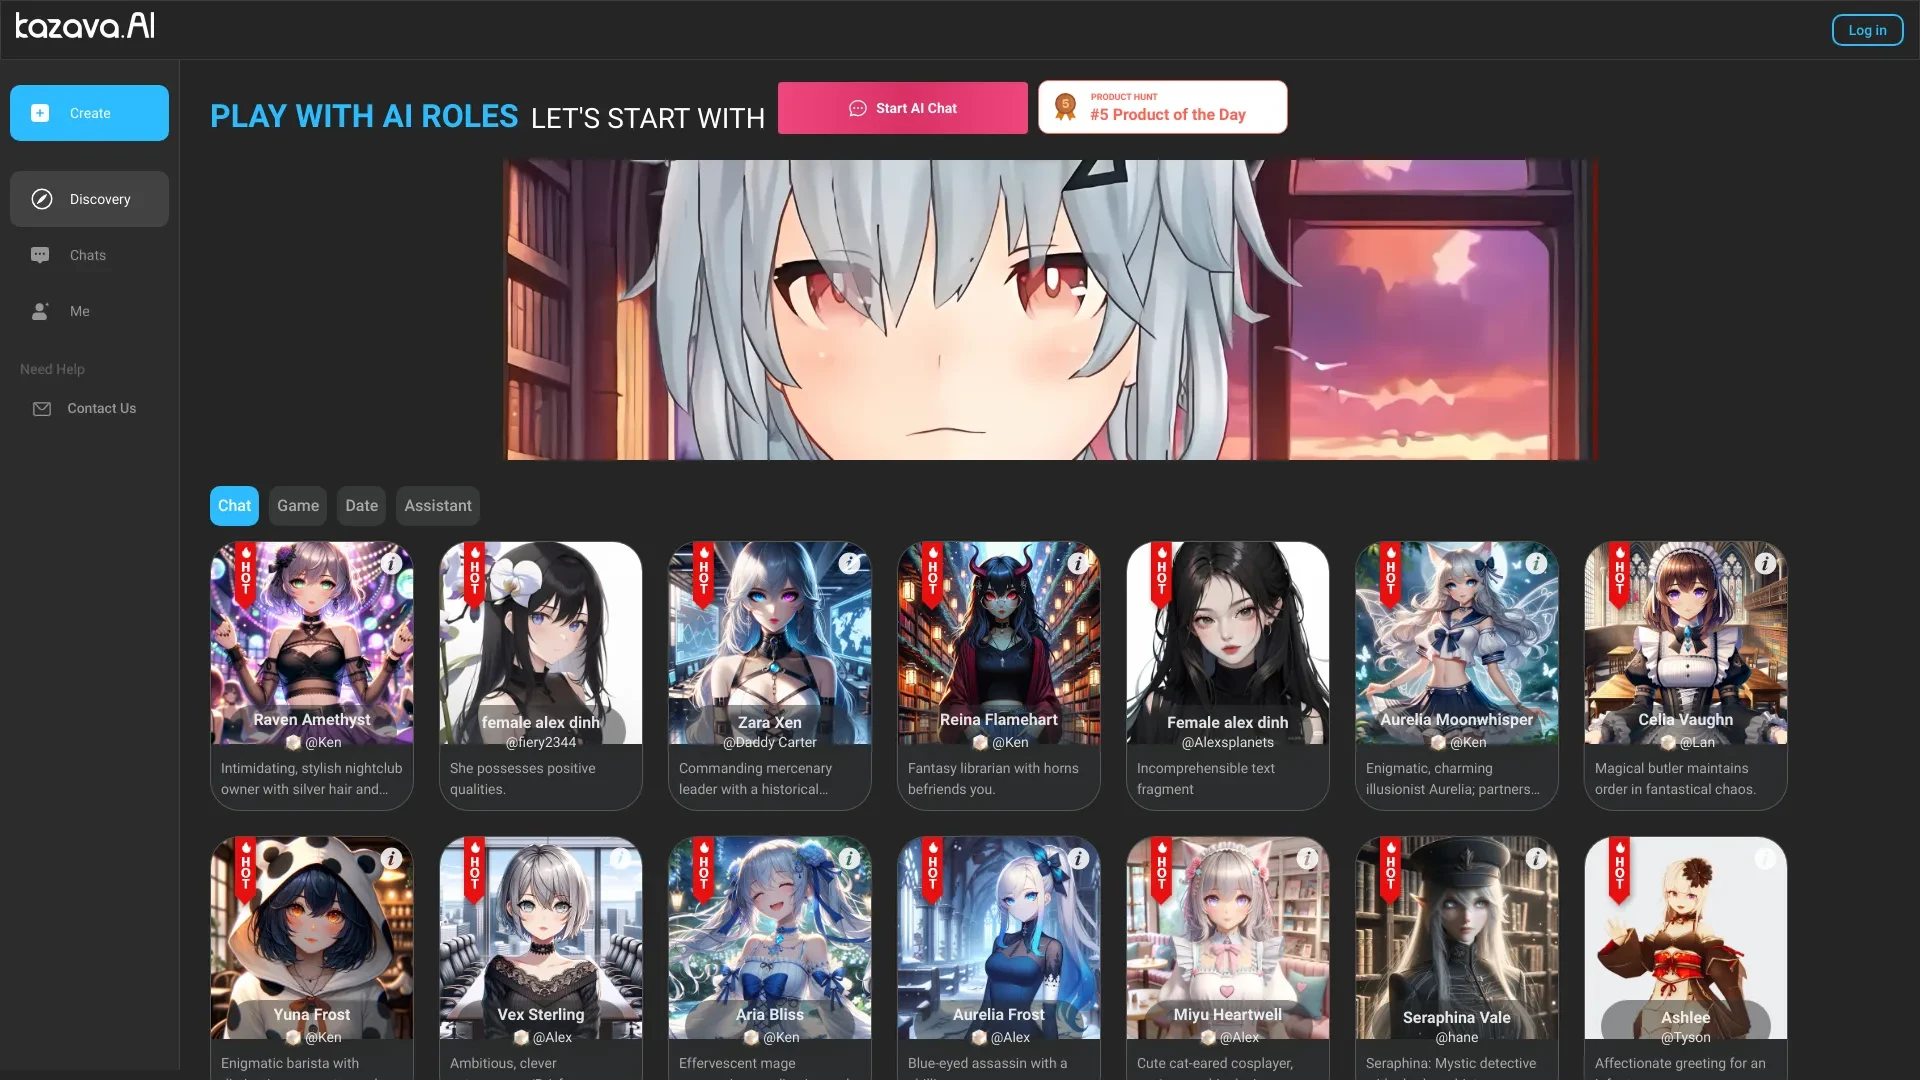 kazava.AI
Log in
Create
Discovery
Chats
Me
Need Help
Contact Us
PLAY WITH AI ROLES LET'S START WITH
Start AI Chat
5
PRODUCT HUNT
#5 Product of the Day
Chat Game Date Assistant
HOT
Raven Amethyst
@Ken
Intimidating, stylish nightclub
owner with silver hair and...
HOT
female alex dinh
@fiery2344
She possesses positive
qualities.
HOT
Zara Xen
@Daddy Carter
Commanding mercenary
leader with a historical...
HOT
Reina Flamehart
@Ken
Fantasy librarian with horns
befriends you.
HOT
Female alex dinh
@Alexsplanets
Incomprehensible text
fragment
HOT
Aurelia Moonwhisper
@Ken
Enigmatic, charming
illusionist Aurelia; partners...
HOT
Celia Vaughn
@Lan
Magical butler maintains
order in fantastical chaos.
HOT
Yuna Frost
@Ken
Enigmatic barista with
HOT
Vex Sterling
@Alex
Ambitious, clever
HOT
Aria Bliss
@Ken
Effervescent mage
HOT
Aurelia Frost
@Alex
Blue-eyed assassin with a
HOT
Miyu Heartwell
@Alex
Cute cat-eared cosplayer,
HOT
Seraphina Vale
@hane
Seraphina: Mystic detective
HOT
Ashlee
@Tyson
Affectionate greeting for an